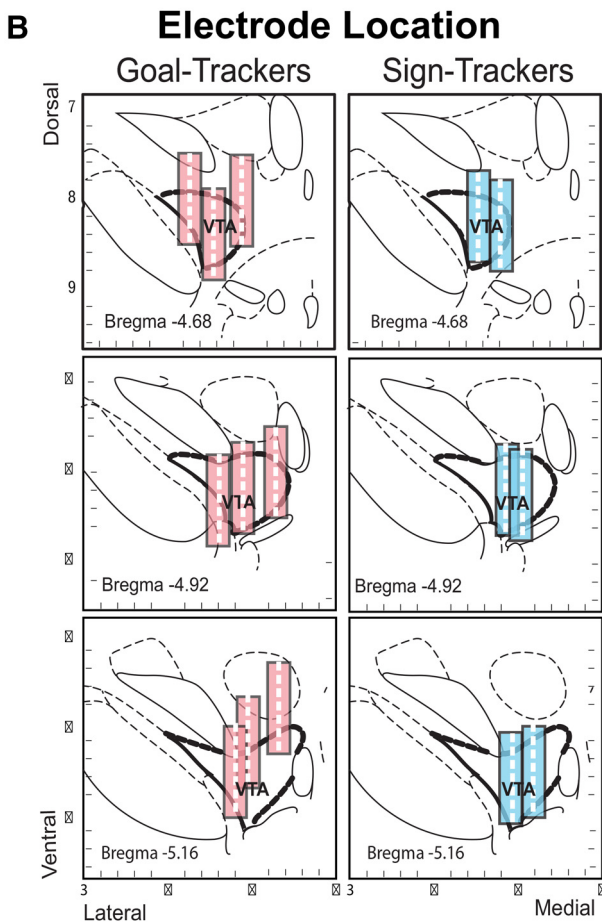 B
Electrode Location
Goal-Trackers
Sign-Trackers
Dorsal
7
8
9
VTA
Bregma -4.68
VTA
Bregma -4.68
VTA
Bregma -4.92
VTA
Bregma -4.92
VTA
Bregma -5.16
VTA
Bregma -5.16
7
Ventral
3
3
Lateral
Medial